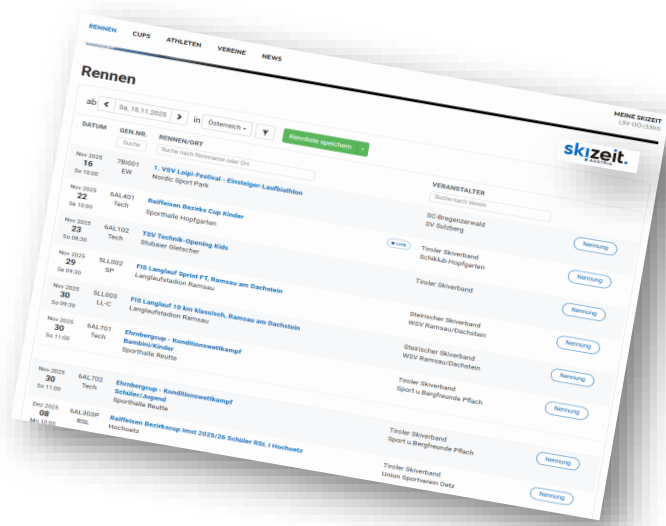 RENNEN CUPS ATHLETEN VEREINE NEWS
MEINE SKIZEIT
LSV OÖ (3301)
skizeit.
AUSTRIA
Rennen
ab Sa, 15.11.2025 in Österreich Rennliste speichern
DATUM GEN.NR. RENNEN/ORT VERANSTALTER
Suche Suche nach Rennname oder Ort Suche nach Verein
Nov 2025
16 7BI001 1. VSV Loipi-Festival - Einsteiger-Laufbiathlon SC-Bregenzerwald Nennung
So 10:00 EW Nordic Sport Park SV Sulzberg
Nov 2025
22 6AL401 Raiffeisen Bezirks Cup Kinder LIVE Tiroler Skiverband Nennung
Sa 10:00 Tech Sporthalle Hopfgarten Schiklub Hopfgarten
Nov 2025
23 6AL102 TSV Technik-Opening Kids Tiroler Skiverband Nennung
So 08:30 Tech Stubaier Gletscher
Nov 2025
29 5LL002 FIS Langlauf Sprint FT, Ramsau am Dachstein Steirischer Skiverband Nennung
Sa 09:30 SP Langlaufstadion Ramsau WSV Ramsau/Dachstein
Nov 2025
30 5LL003 FIS Langlauf 10 km klassisch, Ramsau am Dachstein Steirischer Skiverband Nennung
So 09:30 LL-C Langlaufstadion Ramsau WSV Ramsau/Dachstein
Nov 2025
30 6AL701 Ehrnbergcup - Konditionswettkampf Tiroler Skiverband Nennung
So 11:00 Tech Bambini/Kinder Sport u.Bergfreunde Pflach
Sporthalle Reutte
Nov 2025
30 6AL702 Ehrnbergcup - Konditionswettkampf Tiroler Skiverband Nennung
So 11:00 Tech Schüler/Jugend Sport u.Bergfreunde Pflach
Sporthalle Reutte
Dez 2025
08 6AL303P Raiffeisen Bezirkscup Imst 2025/26 Schüler RSL I Hochoetz Tiroler Skiverband Nennung
Mo 10:00 RSL Hochoetz Union Sportverein Oetz